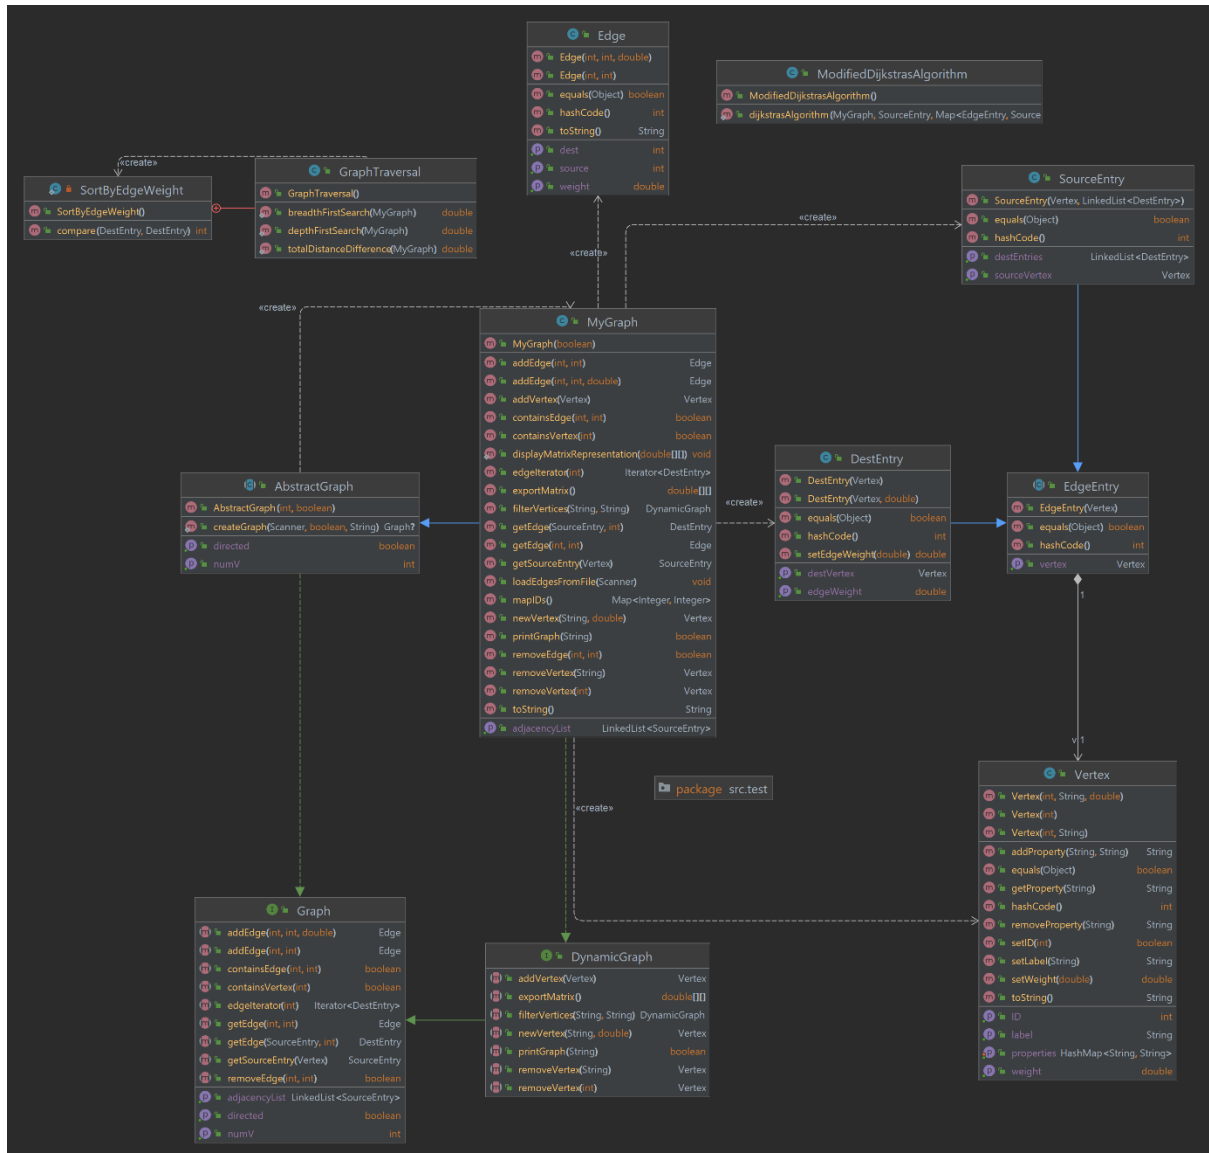 Edge
Edge(int, int, double)
Edge(int, int)
equals(Object) boolean
hashCode() int
toString() String
dest int
source int
weight double
ModifiedDijkstrasAlgorithm
ModifiedDijkstrasAlgorithm()
dijkstrasAlgorithm(MyGraph, SourceEntry, Map<EdgeEntry, Source
«create»
SortByEdgeWeight
SortByEdgeWeight()
compare(DestEntry, DestEntry) int
GraphTraversal
GraphTraversal()
breadthFirstSearch(MyGraph) double
depthFirstSearch(MyGraph) double
totalDistanceDifference(MyGraph) double
SourceEntry
SourceEntry(Vertex, LinkedList<DestEntry>)
equals(Object) boolean
hashCode() int
destEntries LinkedList<DestEntry>
sourceVertex Vertex
«create»
«create»
«create»
MyGraph
MyGraph(boolean)
addEdge(int, int) Edge
addEdge(int, int, double) Edge
addVertex(Vertex) Vertex
containsEdge(int, int) boolean
containsVertex(int) boolean
displayMatrixRepresentation(double[][]) void
edgeIterator(int) Iterator<DestEntry>
exportMatrix() double[][]
filterVertices(String, String) DynamicGraph
getEdge(SourceEntry, int) DestEntry
getEdge(int, int) Edge
getSourceEntry(Vertex) SourceEntry
loadEdgesFromFile(Scanner) void
mapIDs() Map<Integer, Integer>
newVertex(String, double) Vertex
printGraph(String) boolean
removeEdge(int, int) boolean
removeVertex(String) Vertex
removeVertex(int) Vertex
toString() String
adjacencyList LinkedList<SourceEntry>
AbstractGraph
AbstractGraph(int, boolean)
createGraph(Scanner, boolean, String) Graph?
directed boolean
numV int
«create»
DestEntry
DestEntry(Vertex)
DestEntry(Vertex, double)
equals(Object) boolean
hashCode() int
setEdgeWeight(double) double
destVertex Vertex
edgeWeight double
EdgeEntry
EdgeEntry(Vertex)
equals(Object) boolean
hashCode() int
vertex Vertex
1
v 1
package src.test
«create»
Vertex
Vertex(int, String, double)
Vertex(int)
Vertex(int, String)
addProperty(String, String) String
equals(Object) boolean
getProperty(String) String
hashCode() int
removeProperty(String) String
setID(int) boolean
setLabel(String) String
setWeight(double) double
toString() String
ID int
label String
properties HashMap<String, String>
weight double
Graph
addEdge(int, int, double) Edge
addEdge(int, int) Edge
containsEdge(int, int) boolean
containsVertex(int) boolean
edgeIterator(int) Iterator<DestEntry>
getEdge(int, int) Edge
getEdge(SourceEntry, int) DestEntry
getSourceEntry(Vertex) SourceEntry
removeEdge(int, int) boolean
adjacencyList LinkedList<SourceEntry>
directed boolean
numV int
DynamicGraph
addVertex(Vertex) Vertex
exportMatrix() double[][]
filterVertices(String, String) DynamicGraph
newVertex(String, double) Vertex
printGraph(String) boolean
removeVertex(String) Vertex
removeVertex(int) Vertex